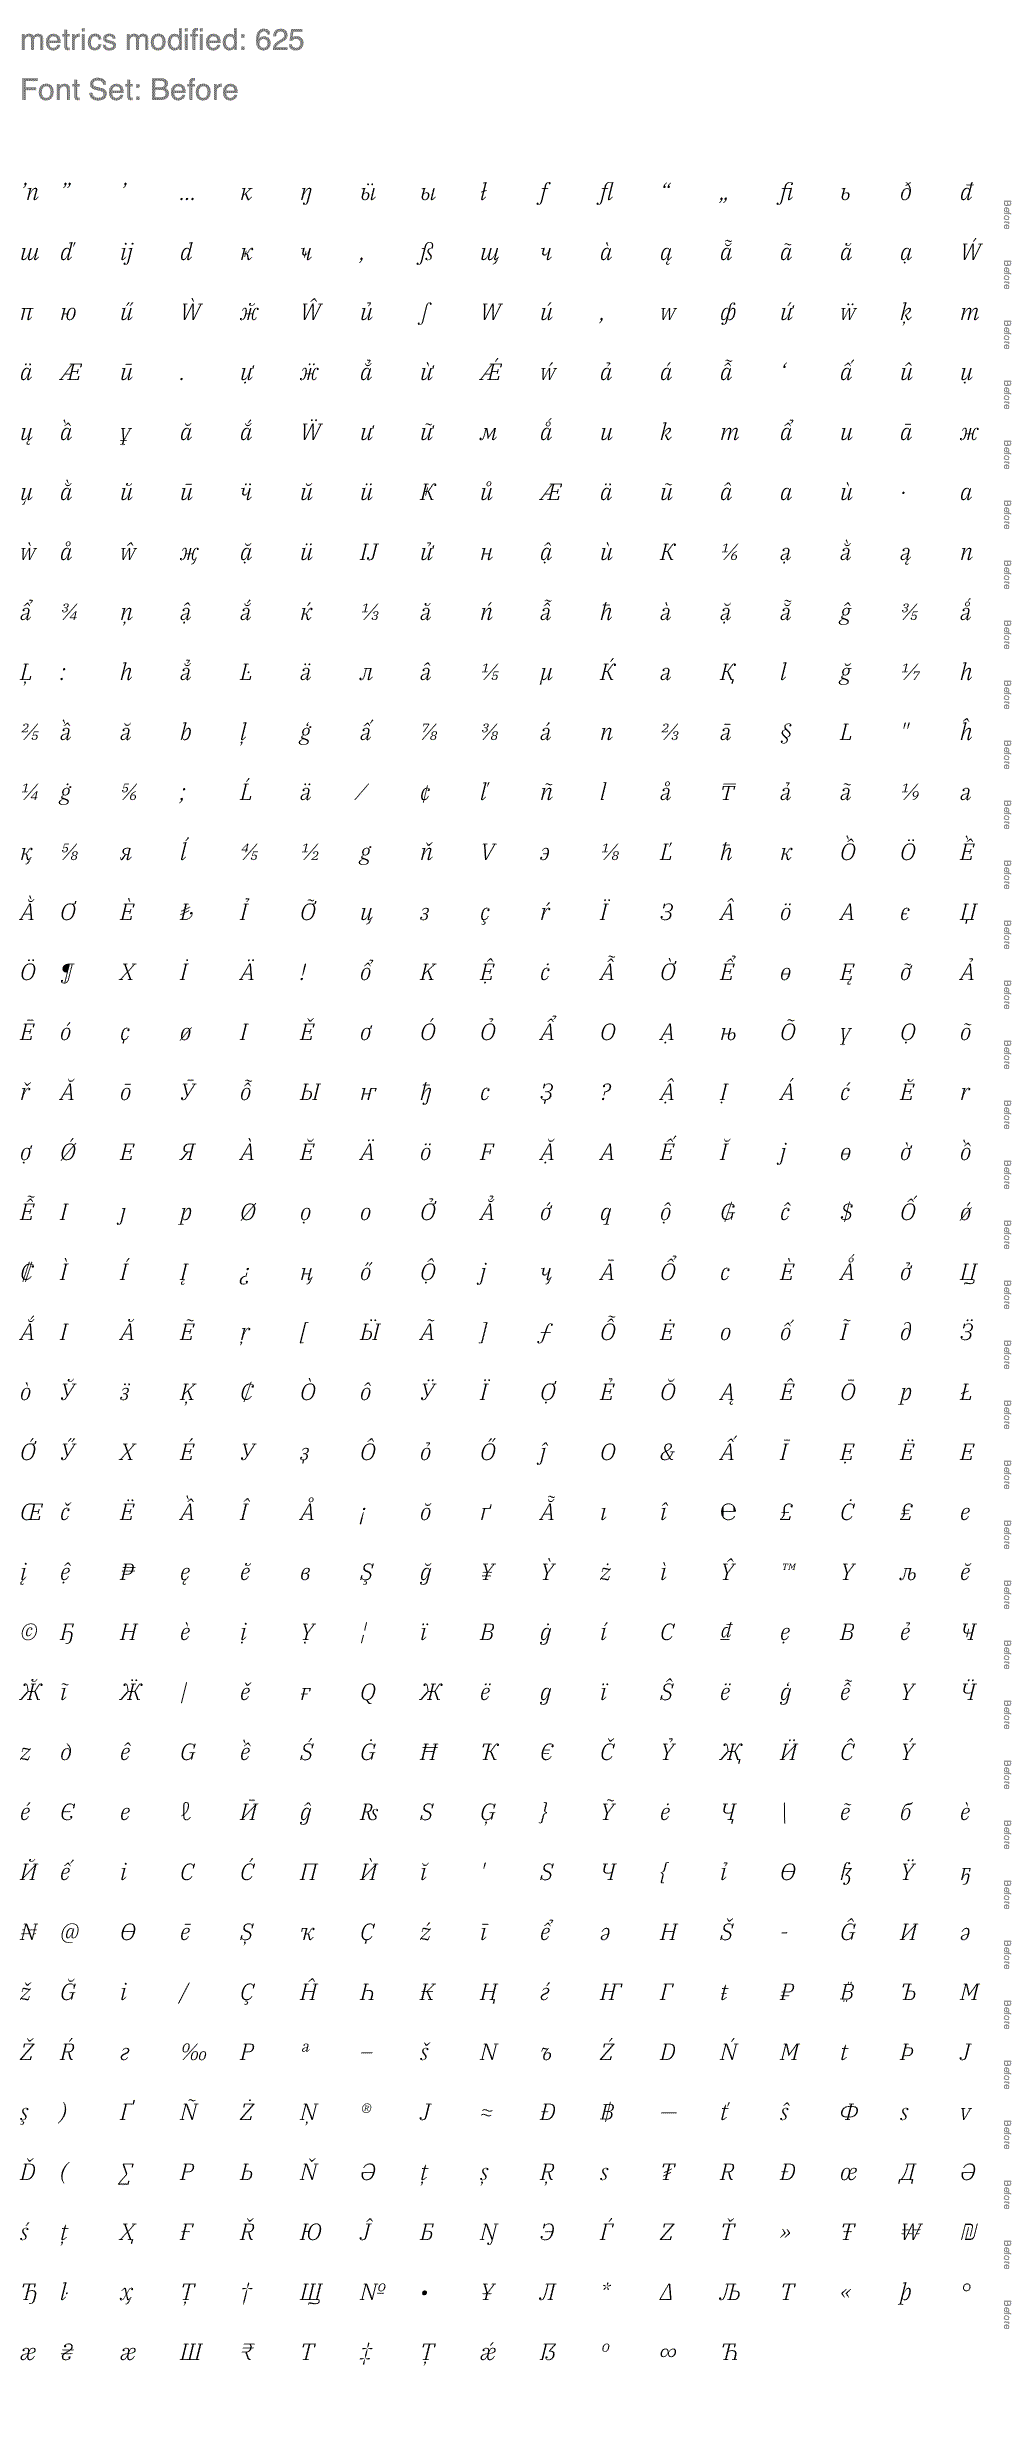 metrics modified: 625
Font Set: Before
ŉ ” ’ … к ŋ ӹ ы ł f ﬂ “ „ ﬁ ь ð đ Before
ш ď ĳ d к ҹ , ß щ ч à ą ẵ ã ă ạ Ẃ Before
п ю ű Ẁ ӂ Ŵ ủ ʃ W ú ‚ w ф ứ ẅ ķ т Before
ä Æ ū . ự ӝ ẳ ừ Ǽ ẃ ả á ẫ ‘ ấ û ụ Before
ų ầ ұ ă ắ Ẅ ư ữ м ǻ u k m ẩ и ā ж Before
џ ằ й ӣ ӵ ŭ ü Ҝ ů Ӕ ӓ ũ â а ù · a Before
ẁ å ŵ җ ặ ӥ Ĳ ử н ậ ѝ К ⅙ ạ ằ ą n Before
ẩ ¾ ņ ậ ắ ќ ⅓ ӑ ń ẫ ħ à ặ ẵ ĝ ⅗ ǻ Before
Ļ : h ẳ Ŀ ä л â ⅕ µ Ќ a Қ l ğ ⅐ һ Before
⅖ ầ ă b ļ ģ ấ ⅞ ⅜ á п ⅔ ā § L " ĥ Before
¼ ġ ⅚ ; Ĺ ä ⁄ ¢ ľ ñ l å ₸ ả ã ⅑ a Before
қ ⅝ я ĺ ⅘ ½ g ň V э ⅛ Ľ ћ к Ồ Ö Ề Before
Ằ Ơ È ₺ Ỉ Ỡ ц з ç ŕ Ï З Â ö А є Џ Before
Ӧ ¶ Х İ Ä ! ổ K Ệ ċ Ẫ Ờ Ể ө Ę ỡ Ả Before
Ē ó ҫ ø І Ě ơ Ó Ỏ Ẩ О Ạ њ Õ ү Ọ õ Before
ř Ă ō Ӯ ỗ Ы ҥ ђ с Ҙ ? Ậ Ị Á ć Ӗ r Before
ợ Ǿ E Я À Ĕ Ӓ ӧ F Ặ A Ế Ĭ j ѳ ờ ồ Before
Ễ I ȷ p Ø ọ о Ở Ẳ ớ q ộ ₲ ĉ $ Ố ǿ Before
₡ Ì Í Į ¿ ң ő Ộ ј ҷ Ā Ổ c È Ǻ ở Ц Before
Ắ Ӏ Ӑ Ẽ ŗ [ Ӹ Ã ] ƒ Ỗ Ė o ố Ĩ ∂ Ӟ Before
ò Ў ӟ Ķ ₵ Ò ô Ӱ Ї Ợ Ẻ Ŏ Ą Ê Ō р Ł Before
Ớ Ӳ X É У ҙ Ô ỏ Ő ĵ O & Ấ Ī Ẹ Ë Е Before
Œ č Ё Ầ Î Å ¡ ŏ ґ Ẵ ı î ℮ £ Ċ ₤ e Before
į ệ ₱ ę ӗ в Ş ğ ¥ Ỳ ż ì Ŷ ™ Y љ ĕ Before
© Ҕ Н è ị Ỵ ¦ ï В ġ í С ₫ ẹ B ẻ Ҹ Before
Ӂ ĩ Ӝ | ě ғ Q Ж ё g ї Ŝ ë ģ ễ Ү Ӵ Before
z д ê G ề Ś Ġ Ħ Ҡ € Č Ỷ Җ Ӥ Ĉ Ý Before
é Є е ℓ Ӣ ĝ ₨ S Ģ } Ỹ ė Ҷ | ẽ б ѐ Before
Й ế і C Ć П Ѝ ĭ ' Ѕ Ч { ỉ Ѳ ꜩ Ÿ ҕ Before
₦ @ Ө ē Ș ҡ Ҫ ź ī ể ә H Š - Ĝ И ə Before
ž Ğ i / Ç Ĥ Һ ₭ Ң ѓ Ҥ Г ŧ ₽ ₿ Ъ М Before
Ž Ŕ г ‰ Р ª – š N ъ Ź D Ń M t Þ J Before
ş ) Ґ Ñ Ż Ņ ® Ј ≈ Đ ฿ — ť ŝ Ф s v Before
Ď ( ∑ P Ь Ň Ə ț ș Ŗ ѕ ₮ R Ð œ Д Ә Before
ś ţ Ҳ Ғ Ř Ю Ĵ Б Ŋ Э Ѓ Z Ť » Ŧ ₩ ₪ Before
Ђ ŀ ҳ Ț † Щ № • Ұ Л * ∆ Љ T « þ ° Before
æ ₴ ӕ Ш ₹ Т ‡ Ţ ǽ ẞ º ∞ Ћ